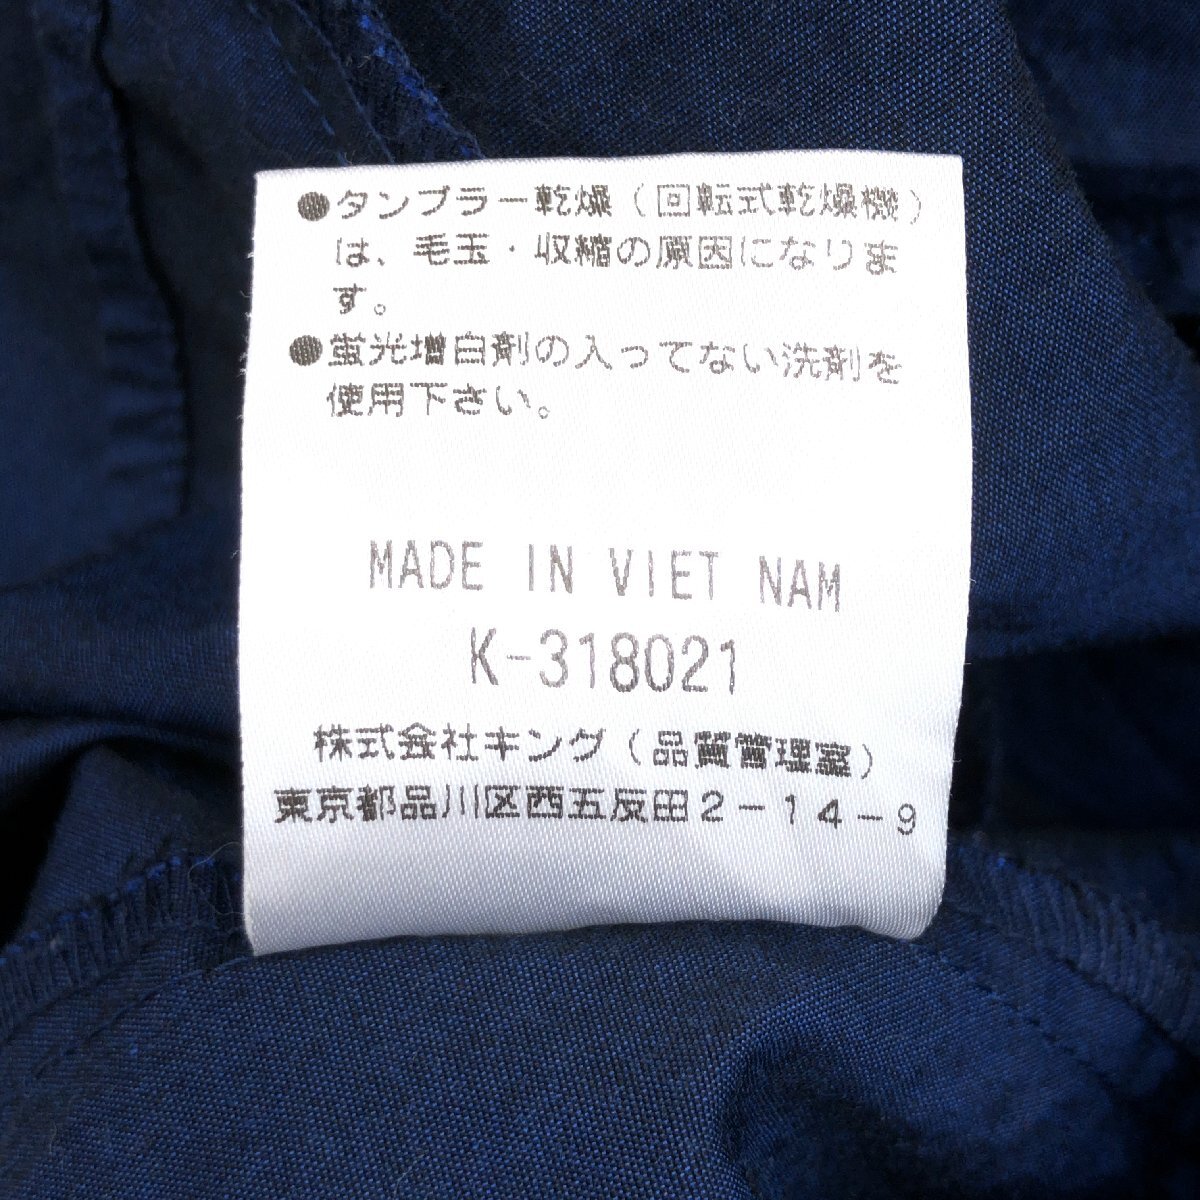 ●タンブラー乾燥（回転式乾燥機）
は、毛玉・収縮の原因になりま
す。
●蛍光増白剤の入ってない洗剤を
使用下さい。
MADE IN VIET NAM
K-318021
株式会社キング（品質管理室）
東京都品川区西五反田2-14-9